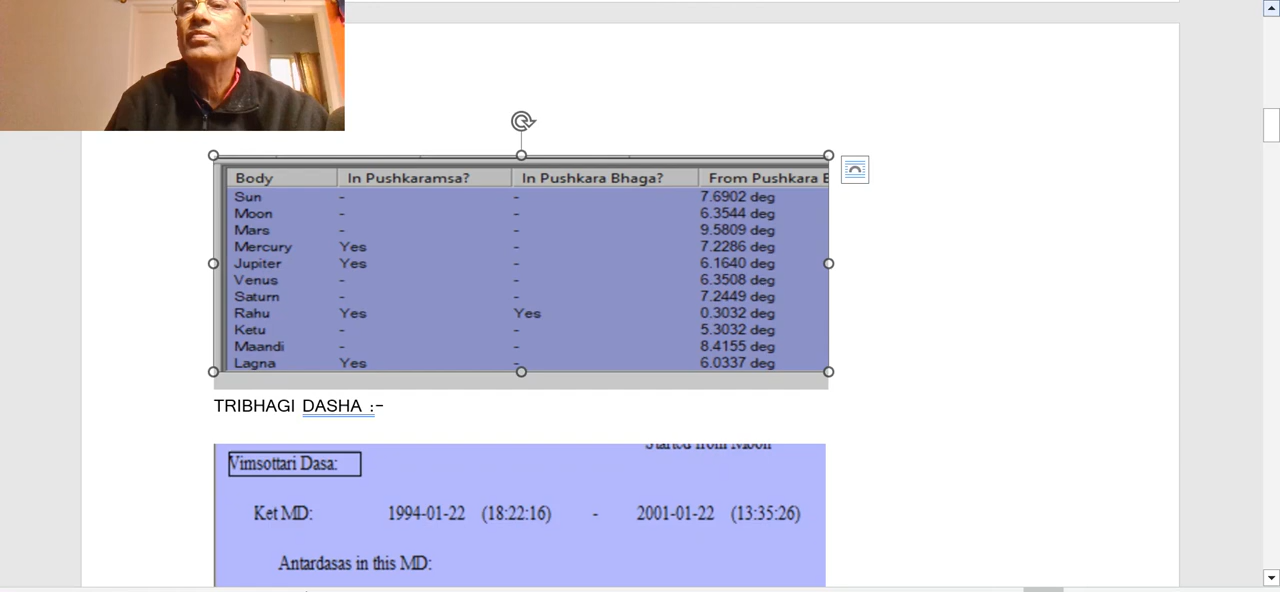 Body In Pushkaramsa? In Pushkara Bhaga? From Pushkara
Sun - - 7.6902 deg
Moon - - 6.3544 deg
Mars - - 9.5809 deg
Mercury Yes - 7.2286 deg
Jupiter Yes - 6.1640 deg
Venus - - 6.3508 deg
Saturn - - 7.2449 deg
Rahu Yes Yes 0.3032 deg
Ketu - - 5.3032 deg
Maandi - - 8.4155 deg
Lagna Yes - 6.0337 deg
TRIBHAGI DASHA :-
Started from Moon
Vimsottari Dasa:
Ket MD: 1994-01-22 (18:22:16) - 2001-01-22 (13:35:26)
Antardasas in this MD: